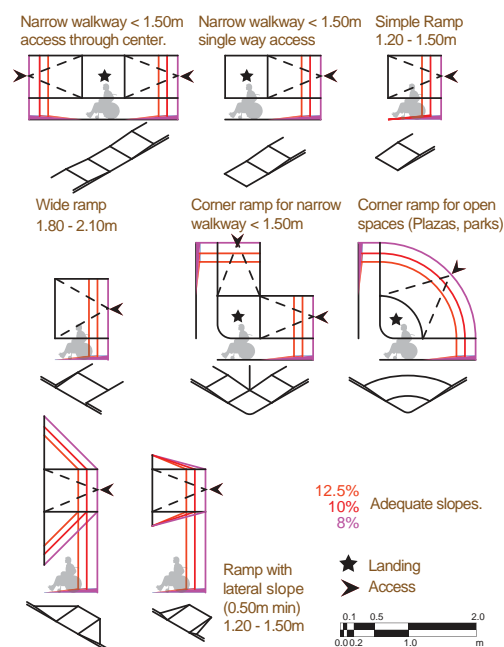 Narrow walkway < 1.50m
access through center.
Narrow walkway < 1.50m
single way access
Simple Ramp
1.20 - 1.50m
Wide ramp
1.80 - 2.10m
Corner ramp for narrow
walkway < 1.50m
Corner ramp for open
spaces (Plazas, parks)
12.5%
10%
8%
Adequate slopes.
Ramp with
lateral slope
(0.50m min)
1.20 - 1.50m
Landing
Access
0.1 0.5 2.0
0.0 0.2 1.0 m